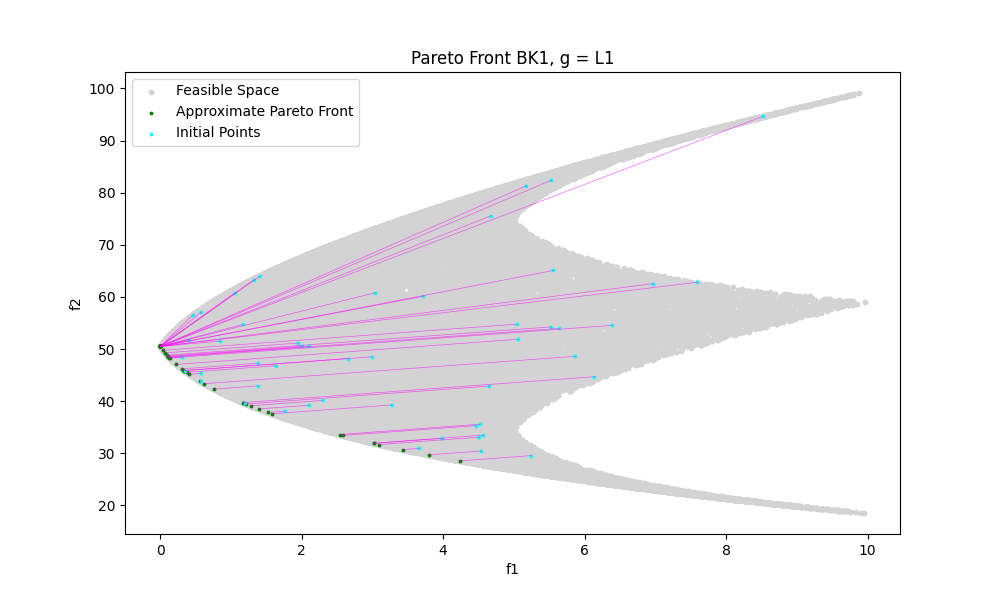 Pareto Front BK1, g = L1
Feasible Space
Approximate Pareto Front
Initial Points
100
90
80
70
60
50
40
30
20
f2
0 2 4 6 8 10
f1